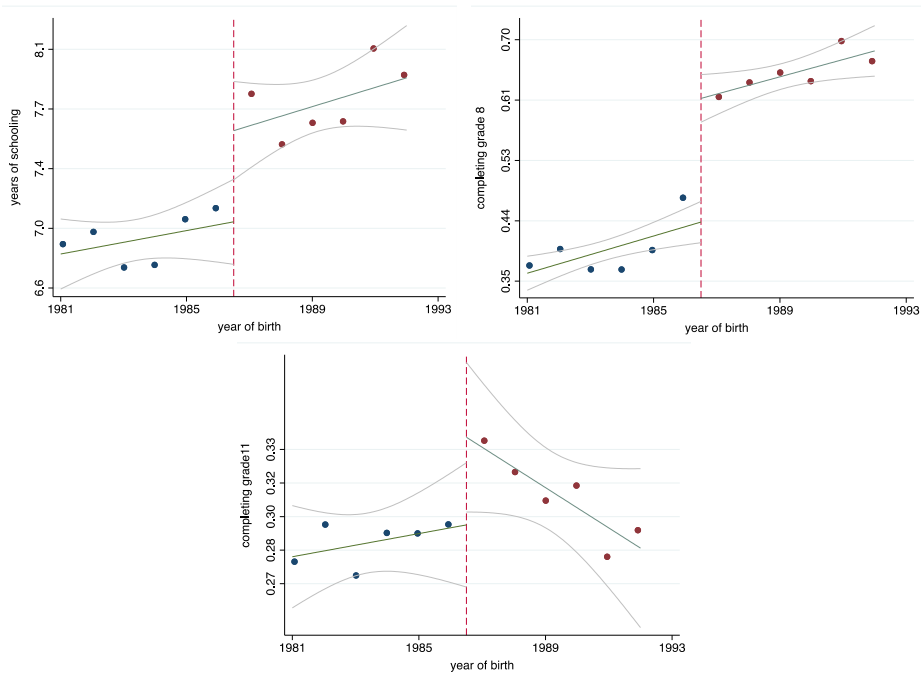 years of schooling
8.1
7.7
7.4
7.0
6.6
1981 1985 1989 1993
year of birth
completing grade 8
0.70
0.61
0.53
0.44
0.35
1981 1985 1989 1993
year of birth
completing grade11
0.33
0.32
0.30
0.28
0.27
1981 1985 1989 1993
year of birth